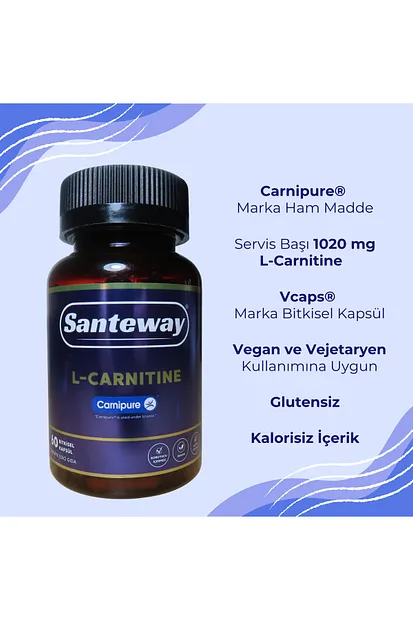 Santeway
L-CARNITINE
Carnipure®
60 BİTKİSEL
KAPSÜL
Carnipure®
Marka Ham Madde
Servis Başı 1020 mg
L-Carnitine
Vcaps®
Marka Bitkisel Kapsül
Vegan ve Vejetaryen
Kullanımına Uygun
Glutensiz
Kalorisiz İçerik